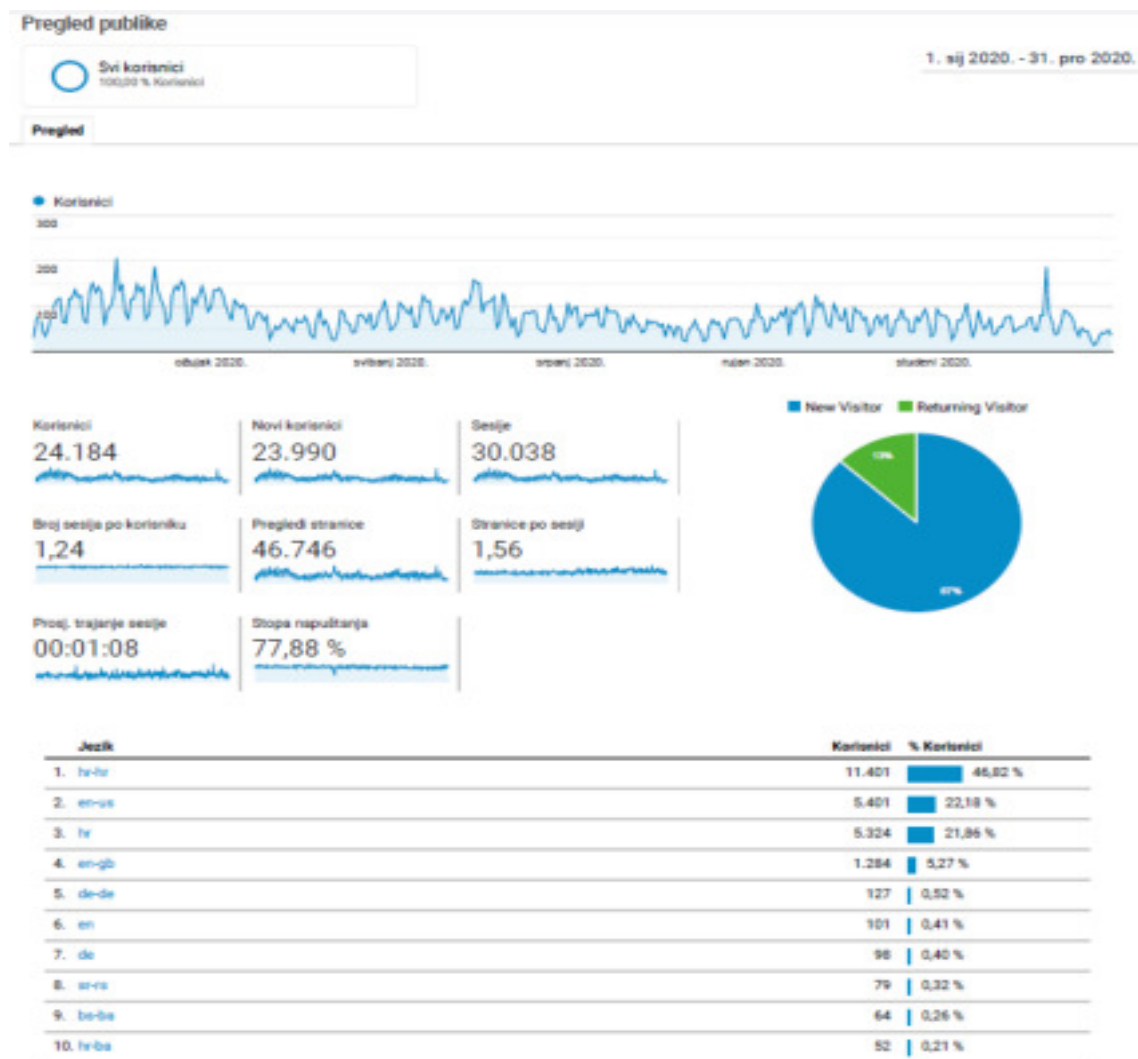 Pregled publike
Svi korisnici
100,00 % Korisnici
1. sij 2020. - 31. pro 2020.
Pregled
Korisnici
300
200
100
ožujak 2020. svibanj 2020. srpanj 2020. rujan 2020. studeni 2020.
New Visitor Returning Visitor
Korisnici Novi korisnici Sesije
24.184 23.990 30.038
13%
87%
Broj sesija po korisniku Pregledi stranice Stranice po sesiji
1,24 46.746 1,56
Prosj. trajanje sesije Stopa napuštanja
00:01:08 77,88 %
Jezik Korisnici % Korisnici
1. hr-hr 11.401 46,82 %
2. en-us 5.401 22,18 %
3. hr 5.324 21,86 %
4. en-gb 1.284 5,27 %
5. de-de 127 0,52 %
6. en 101 0,41 %
7. de 98 0,40 %
8. sr-rs 79 0,32 %
9. bs-ba 64 0,26 %
10. hr-ba 52 0,21 %